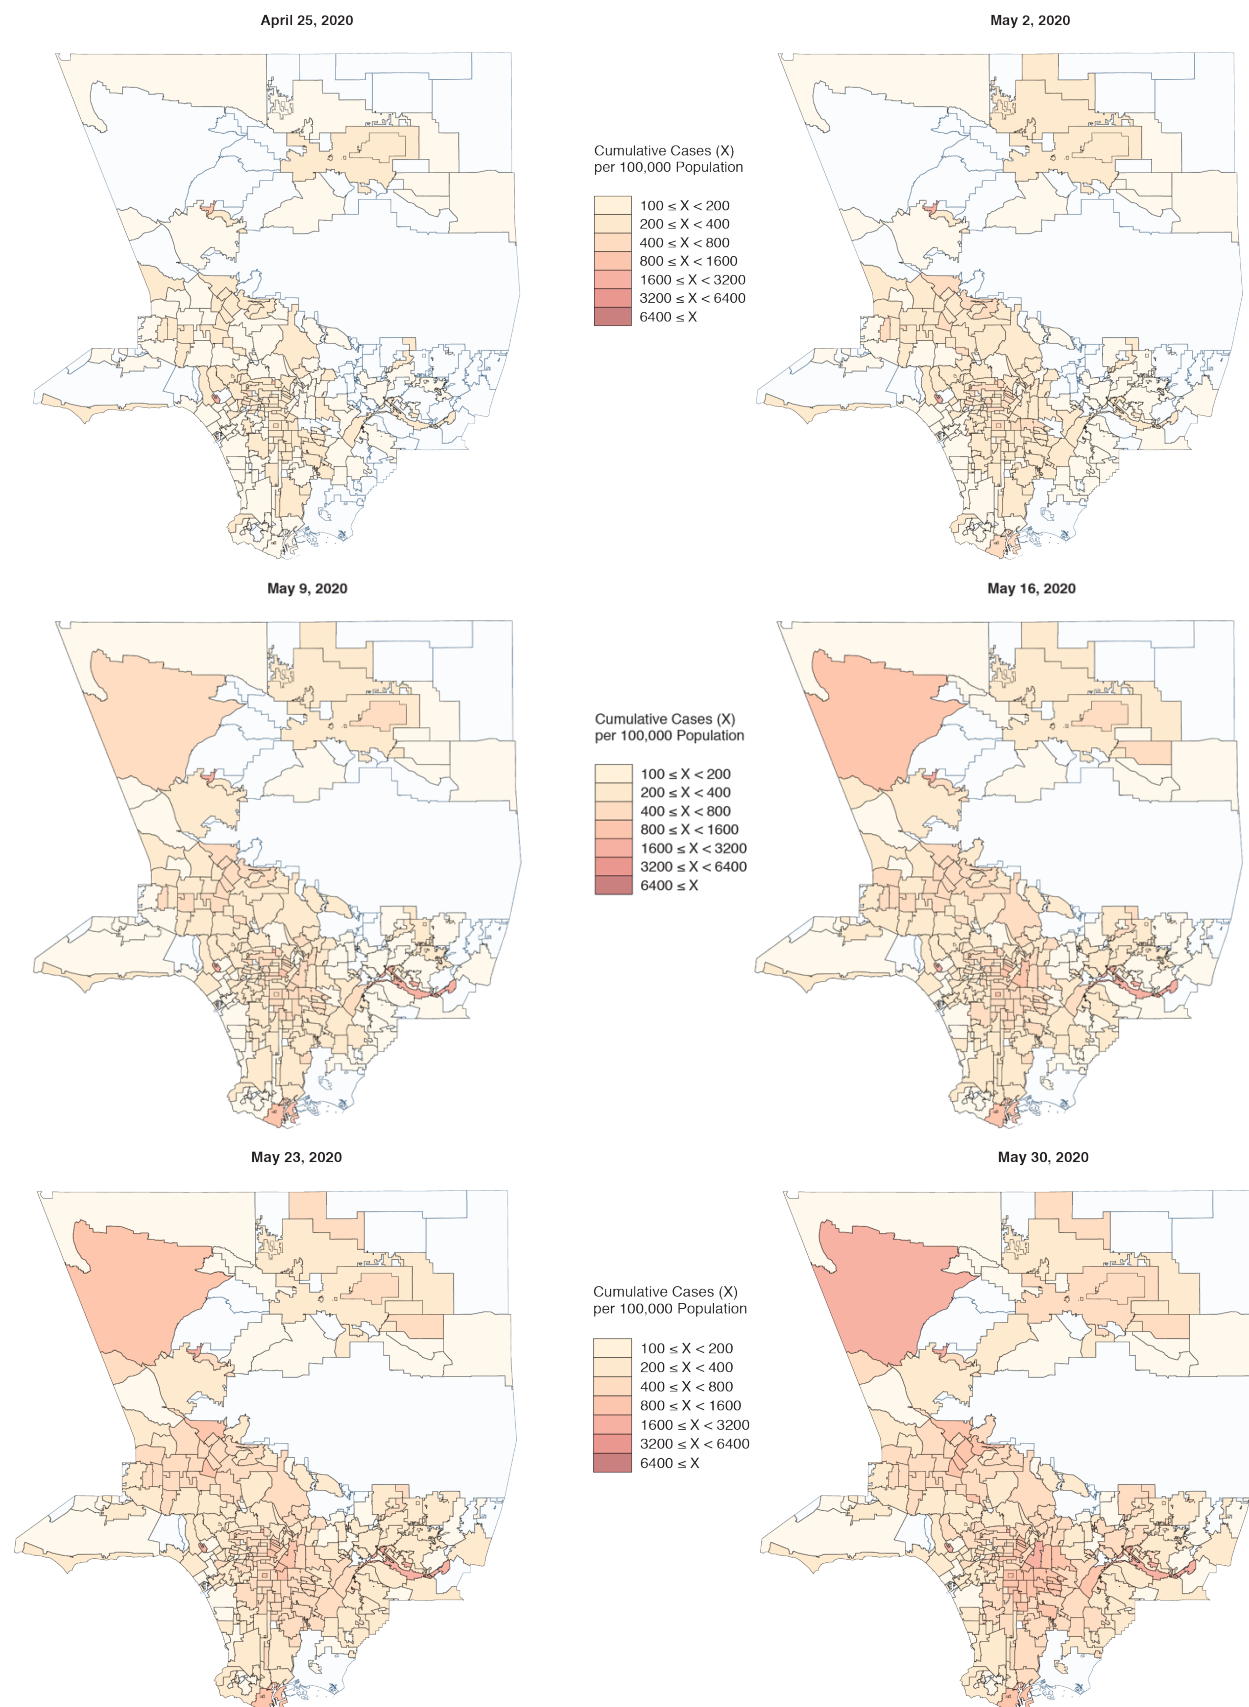 April 25, 2020
May 2, 2020
Cumulative Cases (X)
per 100,000 Population
100 ≤ X < 200
200 ≤ X < 400
400 ≤ X < 800
800 ≤ X < 1600
1600 ≤ X < 3200
3200 ≤ X < 6400
6400 ≤ X
May 9, 2020
May 16, 2020
Cumulative Cases (X)
per 100,000 Population
100 ≤ X < 200
200 ≤ X < 400
400 ≤ X < 800
800 ≤ X < 1600
1600 ≤ X < 3200
3200 ≤ X < 6400
6400 ≤ X
May 23, 2020
May 30, 2020
Cumulative Cases (X)
per 100,000 Population
100 ≤ X < 200
200 ≤ X < 400
400 ≤ X < 800
800 ≤ X < 1600
1600 ≤ X < 3200
3200 ≤ X < 6400
6400 ≤ X